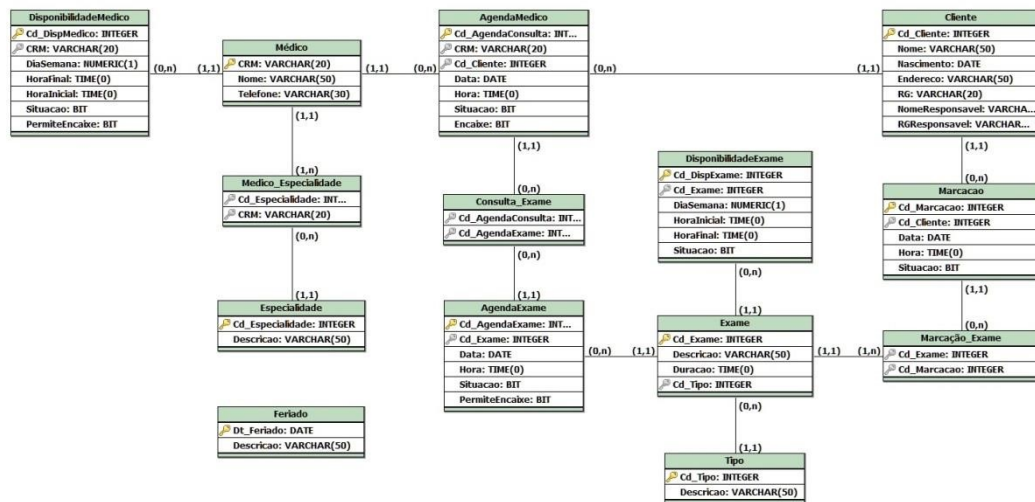 DisponibilidadeMedico
Cd_DispMedico: INTEGER
CRM: VARCHAR(20)
DiaSemana: NUMERIC(1)
HoraFinal: TIME(0)
HoraInicial: TIME(0)
Situacao: BIT
PermiteEncaixe: BIT
(0,n)
(1,1)
Médico
CRM: VARCHAR(20)
Nome: VARCHAR(50)
Telefone: VARCHAR(30)
(1,1)
(0,n)
AgendaMedico
Cd_AgendaConsulta: INT...
CRM: VARCHAR(20)
Cd_Cliente: INTEGER
Data: DATE
Hora: TIME(0)
Situacao: BIT
Encaixe: BIT
(0,n)
(1,1)
Cliente
Cd_Cliente: INTEGER
Nome: VARCHAR(50)
Nascimento: DATE
Endereco: VARCHAR(50)
RG: VARCHAR(20)
NomeResponsavel: VARCHA...
RGResponsavel: VARCHAR...
(1,1)
(1,n)
Medico_Especialidade
Cd_Especialidade: INT...
CRM: VARCHAR(20)
(0,n)
(1,1)
Especialidade
Cd_Especialidade: INTEGER
Descricao: VARCHAR(50)
Feriado
Dt_Feriado: DATE
Descricao: VARCHAR(50)
(1,1)
(0,n)
Consulta_Exame
Cd_AgendaConsulta: INT...
Cd_AgendaExame: INT...
(0,n)
(1,1)
AgendaExame
Cd_AgendaExame: INT...
Cd_Exame: INTEGER
Data: DATE
Hora: TIME(0)
Situacao: BIT
PermiteEncaixe: BIT
(0,n)
(1,1)
DisponibilidadeExame
Cd_DispExame: INTEGER
Cd_Exame: INTEGER
DiaSemana: NUMERIC(1)
HoraInicial: TIME(0)
HoraFinal: TIME(0)
Situacao: BIT
(0,n)
(1,1)
Exame
Cd_Exame: INTEGER
Descricao: VARCHAR(50)
Duracao: TIME(0)
Cd_Tipo: INTEGER
(0,n)
(1,1)
Tipo
Cd_Tipo: INTEGER
Descricao: VARCHAR(50)
(1,1)
(1,n)
(1,1)
(0,n)
Marcacao
Cd_Marcacao: INTEGER
Cd_Cliente: INTEGER
Data: DATE
Hora: TIME(0)
Situacao: BIT
(1,1)
(0,n)
Marcação_Exame
Cd_Exame: INTEGER
Cd_Marcacao: INTEGER